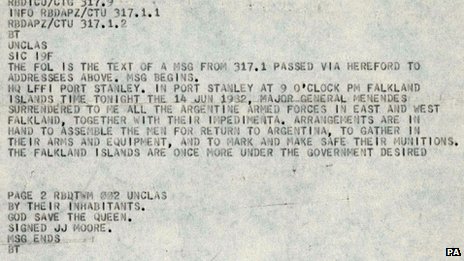 RBDTCD/CTG 317.9
INFO RBDAPZ/CTU 317.1.1
RBDAPZ/CTU 317.1.2
BT
UNCLAS
SIC 19F
THE FOL IS THE TEXT OF A MSG FROM 317.1 PASSED VIA HEREFORD TO
ADDRESSEES ABOVE. MSG BEGINS.
HQ LFFI PORT STANLEY. IN PORT STANLEY AT 9 O'CLOCK PM FALKLAND
ISLANDS TIME TONIGHT THE 14 JUN 1982, MAJOR GENERAL MENENDES
SURRENDERED TO ME ALL THE ARGENTINE ARMED FORCES IN EAST AND WEST
FALKLAND, TOGETHER WITH THEIR IMPEDIMENTA. ARRANGEMENTS ARE IN
HAND TO ASSEMBLE THE MEN FOR RETURN TO ARGENTINA, TO GATHER IN
THEIR ARMS AND EQUIPMENT, AND TO MARK AND MAKE SAFE THEIR MUNITIONS.
THE FALKLAND ISLANDS ARE ONCE MORE UNDER THE GOVERNMENT DESIRED
PAGE 2 RBDTWM 002 UNCLAS
BY THEIR INHABITANTS.
GOD SAVE THE QUEEN.
SIGNED JJ MOORE.
MSG ENDS
BT
PA